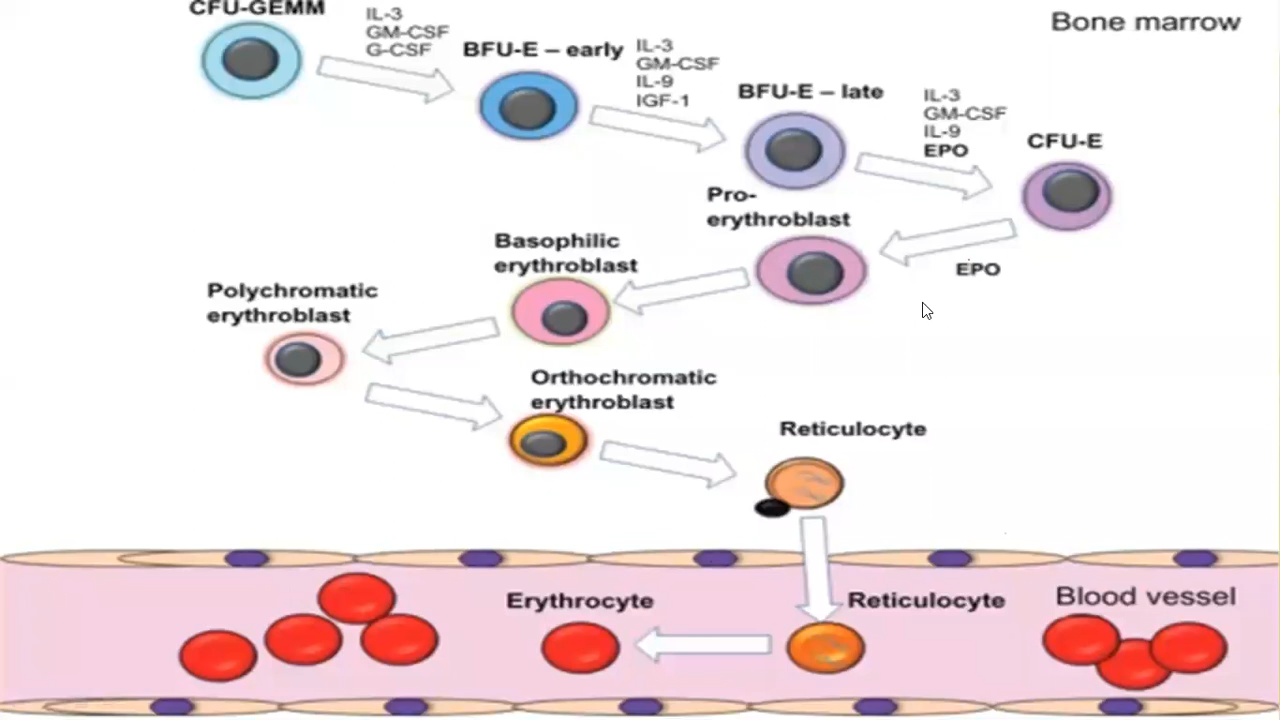 CFU-GEMM
IL-3
GM-CSF
G-CSF
Bone marrow
BFU-E – early
IL-3
GM-CSF
IL-9
IGF-1
BFU-E – late
IL-3
GM-CSF
IL-9
EPO
CFU-E
Pro-
erythroblast
EPO
Basophilic
erythroblast
Polychromatic
erythroblast
Orthochromatic
erythroblast
Reticulocyte
Erythrocyte
Reticulocyte
Blood vessel